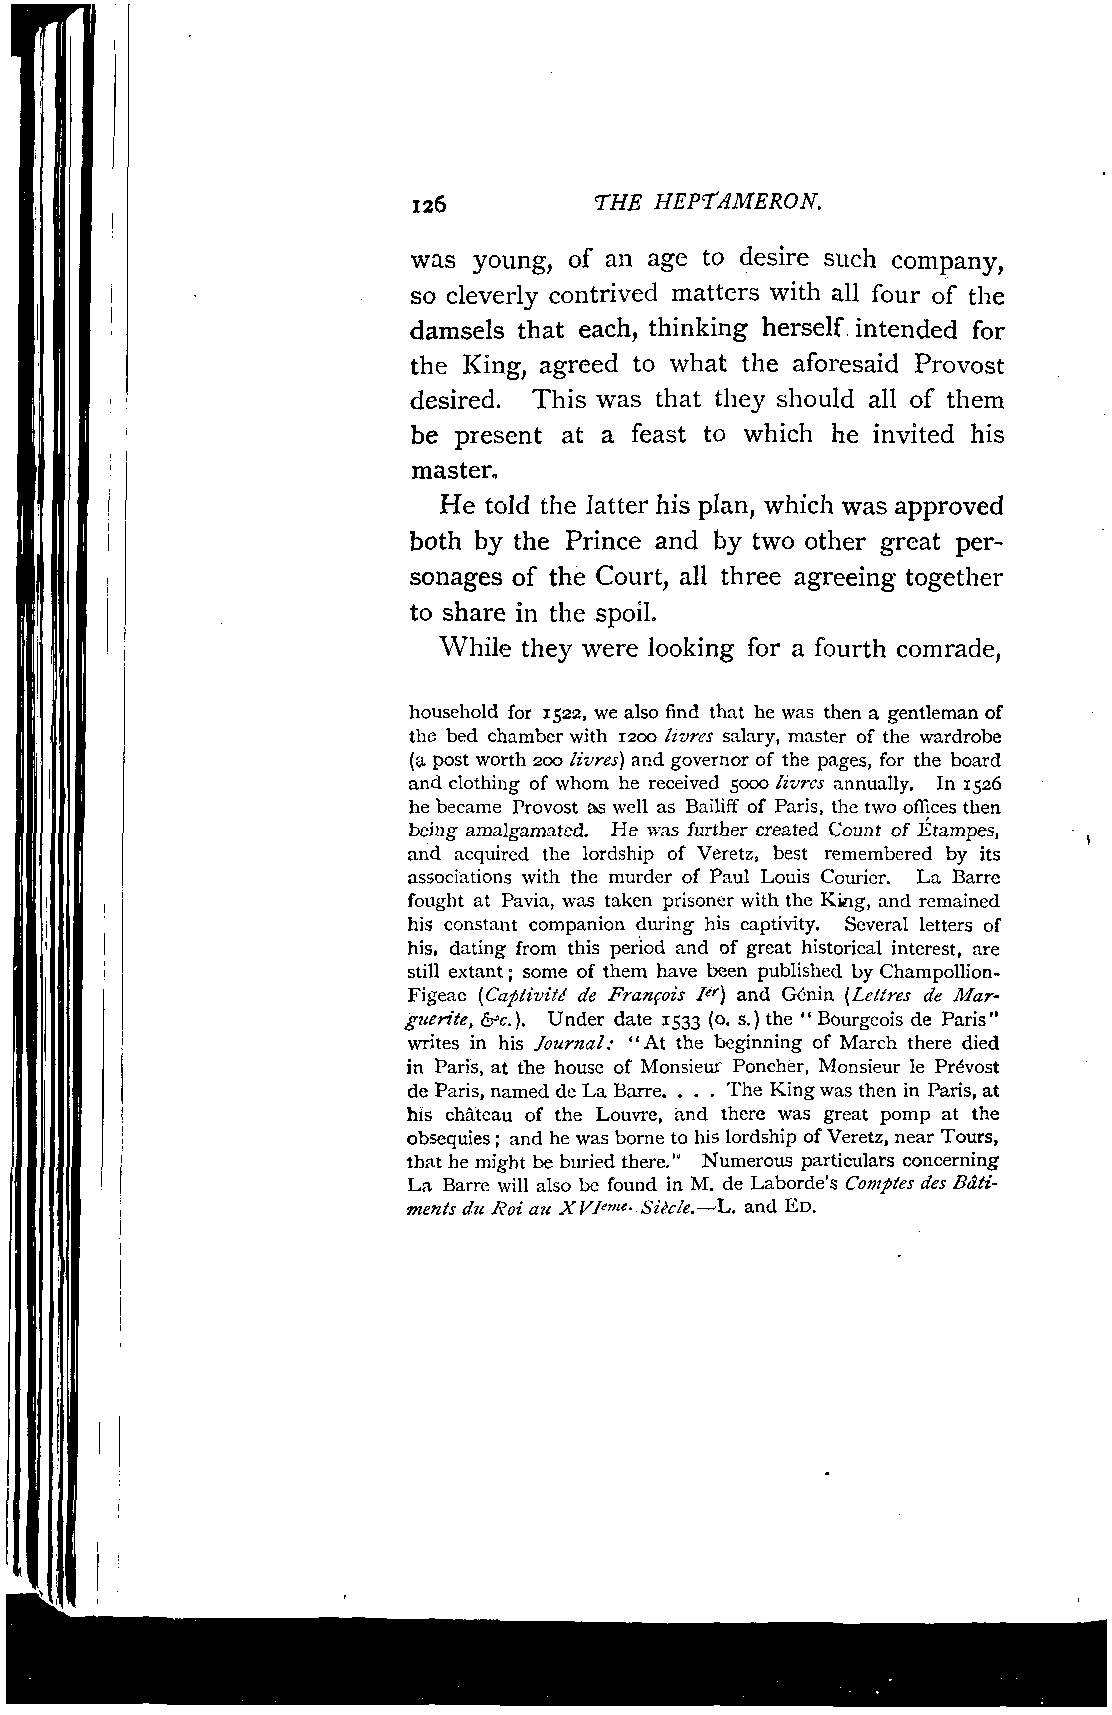 126 THE HEPTAMERON.
was young, of an age to desire such company,
so cleverly contrived matters with all four of the
damsels that each, thinking herself intended for
the King, agreed to what the aforesaid Provost
desired. This was that they should all of them
be present at a feast to which he invited his
master.
He told the latter his plan, which was approved
both by the Prince and by two other great per-
sonages of the Court, all three agreeing together
to share in the spoil.
While they were looking for a fourth comrade,
household for 1522, we also find that he was then a gentleman of
the bed chamber with 1200 livres salary, master of the wardrobe
(a post worth 200 livres) and governor of the pages, for the board
and clothing of whom he received 5000 livres annually. In 1526
he became Provost as well as Bailiff of Paris, the two offices then
being amalgamated. He was further created Count of Étampes,
and acquired the lordship of Veretz, best remembered by its
associations with the murder of Paul Louis Courier. La Barre
fought at Pavia, was taken prisoner with the King, and remained
his constant companion during his captivity. Several letters of
his, dating from this period and of great historical interest, are
still extant; some of them have been published by Champollion-
Figeac (Captivité de François Ier) and Génin (Lettres de Mar-
guerite, &c.). Under date 1533 (o. s.) the "Bourgeois de Paris"
writes in his Journal: "At the beginning of March there died
in Paris, at the house of Monsieur Poncher, Monsieur le Prévost
de Paris, named de La Barre. . . . The King was then in Paris, at
his château of the Louvre, and there was great pomp at the
obsequies; and he was borne to his lordship of Veretz, near Tours,
that he might be buried there." Numerous particulars concerning
La Barre will also be found in M. de Laborde's Comptes des Bâti-
ments du Roi au XVIeme. Siècle.—L. and ED.